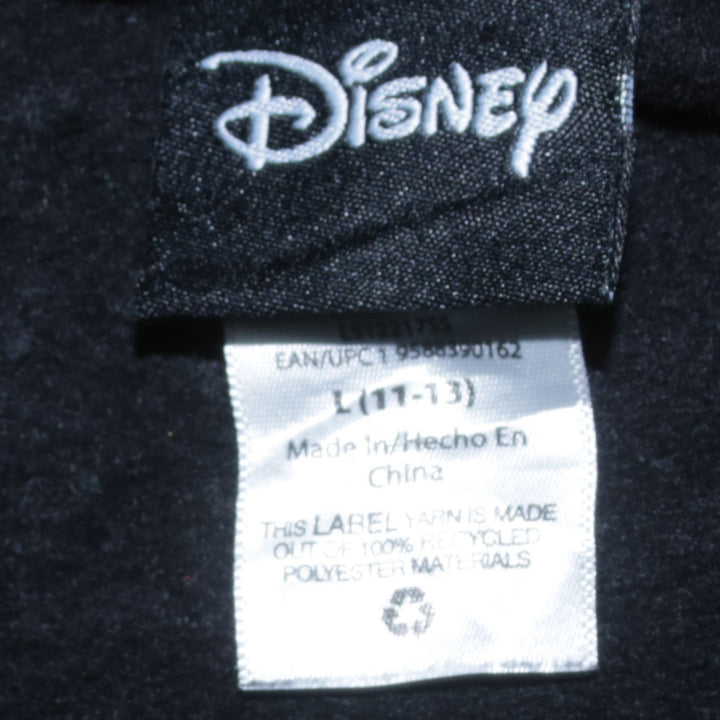 Disney
EAN/UPC 1 9588390162
L (11-13)
Made In/Hecho En
China
THIS LABEL YARN IS MADE
OUT OF 100% RECYCLED
POLYESTER MATERIALS